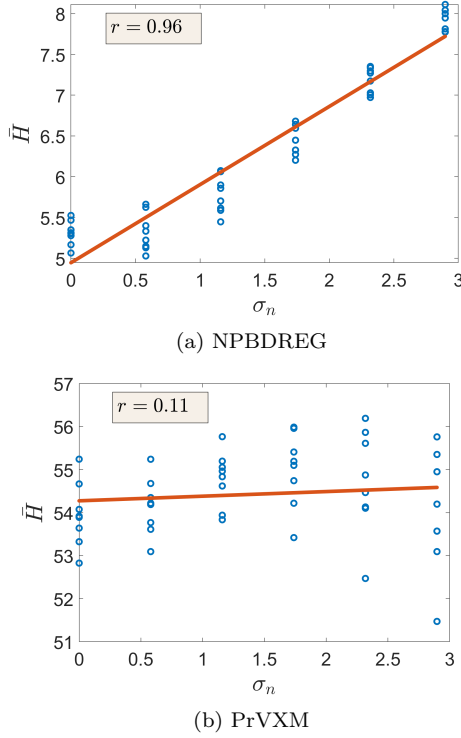 r = 0.96
8
7.5
7
6.5
6
5.5
5
H̄
0 0.5 1 1.5 2 2.5 3
σₙ
(a) NPBDREG
r = 0.11
57
56
55
54
53
52
51
H̄
0 0.5 1 1.5 2 2.5 3
σₙ
(b) PrVXM